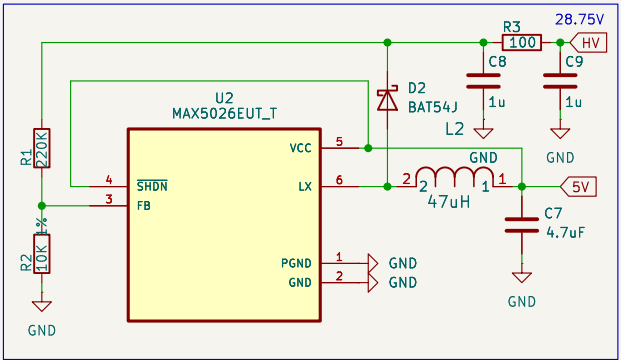 28.75V
R3
100
HV
C8
1u
C9
1u
GND
GND
D2
BAT54J
U2
MAX5026EUT_T
R1
220K
VCC
5
4
SHDN
3
FB
LX
6
L2
2
2
1
1
47uH
5V
C7
4.7uF
GND
1%
R2
10K
GND
PGND
1
GND
GND
2
GND